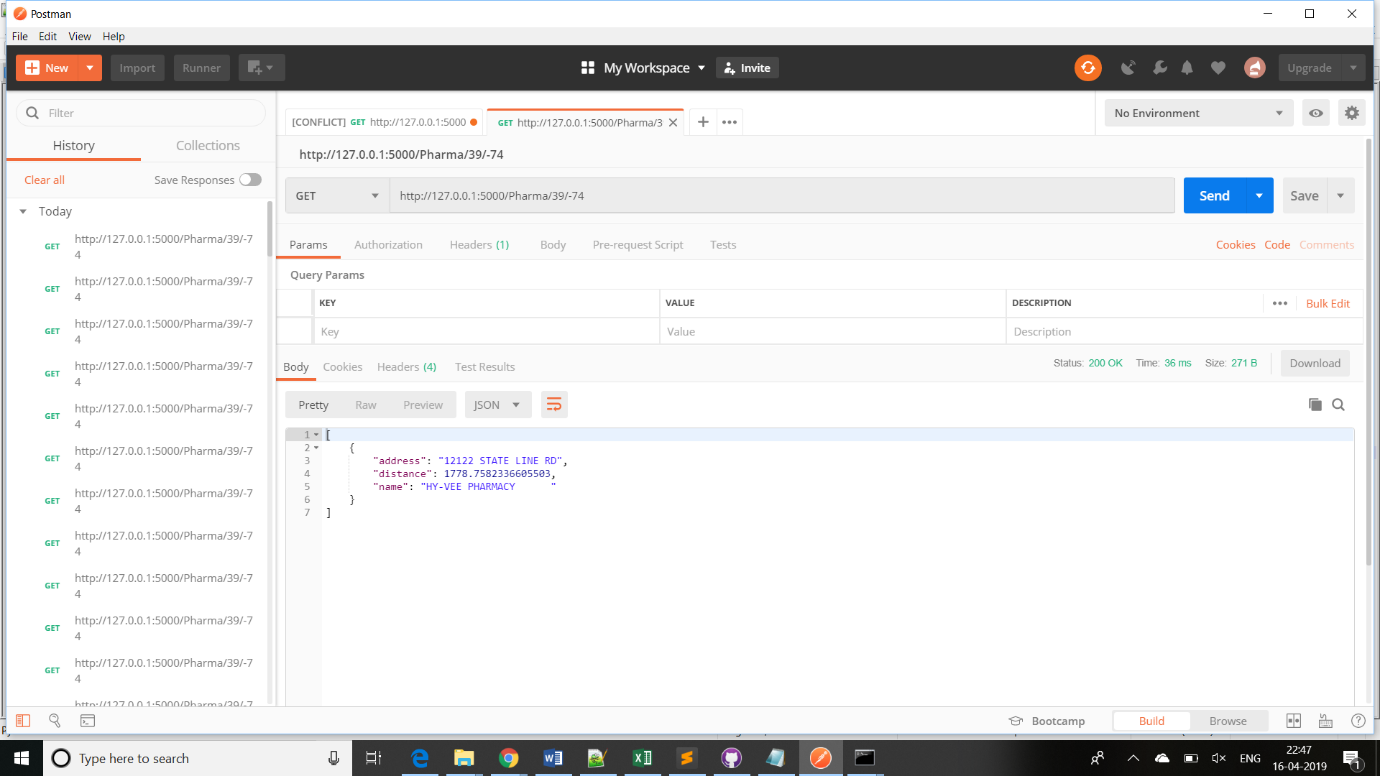 Postman
File Edit View Help
New Import Runner My Workspace Invite Upgrade
Filter
History Collections
Clear all Save Responses
Today
GET http://127.0.0.1:5000/Pharma/39/-7
4
GET http://127.0.0.1:5000/Pharma/39/-7
4
GET http://127.0.0.1:5000/Pharma/39/-7
4
GET http://127.0.0.1:5000/Pharma/39/-7
4
GET http://127.0.0.1:5000/Pharma/39/-7
4
GET http://127.0.0.1:5000/Pharma/39/-7
4
GET http://127.0.0.1:5000/Pharma/39/-7
4
GET http://127.0.0.1:5000/Pharma/39/-7
4
GET http://127.0.0.1:5000/Pharma/39/-7
4
GET http://127.0.0.1:5000/Pharma/39/-7
4
GET http://127.0.0.1:5000/Pharma/39/-7
4
http://127.0.0.1:5000/Pharma/39/-7
[CONFLICT] GET http://127.0.0.1:5000 GET http://127.0.0.1:5000/Pharma/3 No Environment
http://127.0.0.1:5000/Pharma/39/-74
GET http://127.0.0.1:5000/Pharma/39/-74 Send Save
Params Authorization Headers (1) Body Pre-request Script Tests Cookies Code Comments
Query Params
KEY VALUE DESCRIPTION Bulk Edit
Key Value Description
Body Cookies Headers (4) Test Results Status: 200 OK Time: 36 ms Size: 271 B Download
Pretty Raw Preview JSON
1 [
2 {
3 "address": "12122 STATE LINE RD",
4 "distance": 1778.7582336605503,
5 "name": "HY-VEE PHARMACY      "
6 }
7 ]
Bootcamp Build Browse
Type here to search ENG 22:47
16-04-2019 1